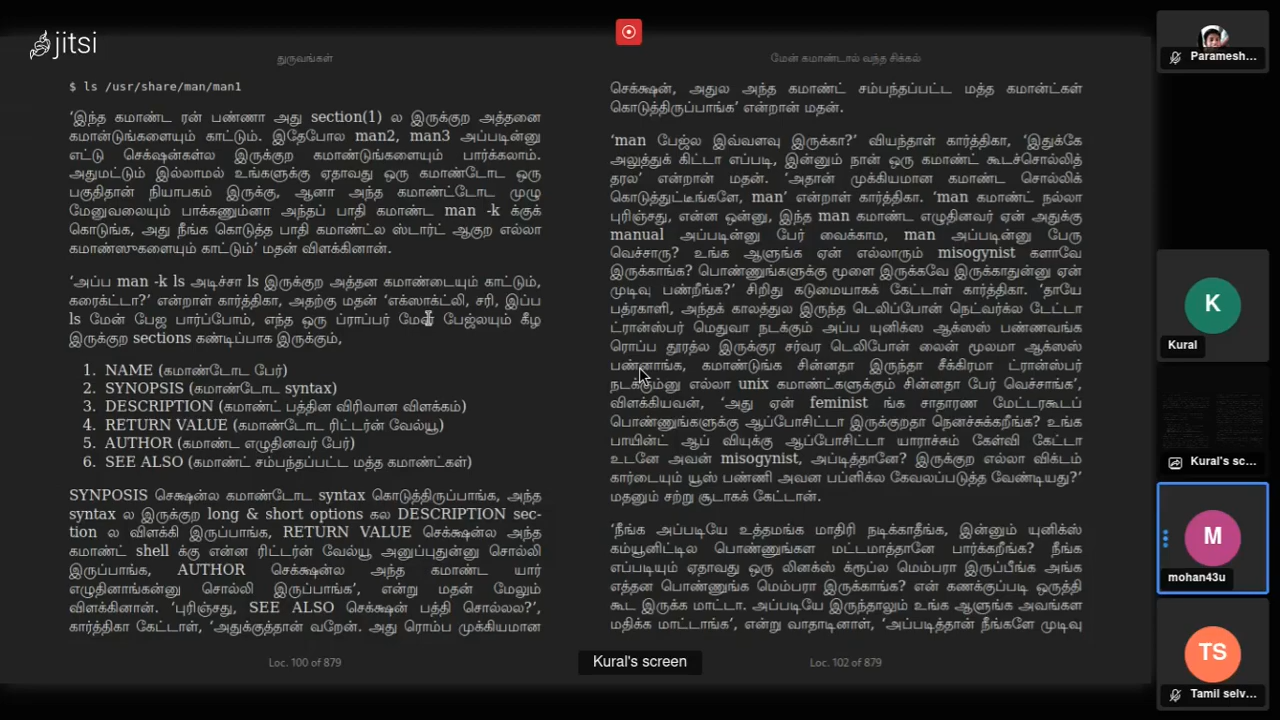 jitsi
துருவங்கள்
$ ls /usr/share/man/man1
‘இந்த கமாண்ட ரன் பண்ணா அது section(1) ல இருக்குற அத்தனை
கமாண்டுங்களையும் காட்டும். இதேபோல man2, man3 அப்படின்னு
எட்டு செக்‌ஷன்கள்ல இருக்குற கமாண்டுங்களையும் பார்க்கலாம்.
அதுமட்டும் இல்லாமல் உங்களுக்கு ஏதாவது ஒரு கமாண்டோட ஒரு
பகுதிதான் நியாபகம் இருக்கு, ஆனா அந்த கமாண்ட்டோட முழு
மேனுவலையும் பாக்கணும்னா அந்தப் பாதி கமாண்ட man -k க்குக்
கொடுங்க, அது நீங்க கொடுத்த பாதி கமாண்ட்ல ஸ்டார்ட் ஆகுற எல்லா
கமாண்ஸுகளையும் காட்டும்’ மதன் விளக்கினான்.
‘அப்ப man -k ls அடிச்சா ls இருக்குற அத்தன கமாண்டையும் காட்டும்,
கரைக்ட்டா?’ என்றாள் கார்த்திகா, அதற்கு மதன் ‘எக்ஸாக்ட்லி, சரி, இப்ப
ls மேன் பேஜ பார்ப்போம், எந்த ஒரு ப்ராப்பர் மேன் பேஜ்லயும் கீழ
இருக்குற sections கண்டிப்பாக இருக்கும்,
1. NAME (கமாண்டோட பேர்)
2. SYNOPSIS (கமாண்டோட syntax)
3. DESCRIPTION (கமாண்ட் பத்தின விரிவான விளக்கம்)
4. RETURN VALUE (கமாண்டோட ரிட்டர்ன் வேல்யூ)
5. AUTHOR (கமாண்ட எழுதினவர் பேர்)
6. SEE ALSO (கமாண்ட் சம்பந்தப்பட்ட மத்த கமாண்ட்கள்)
SYNPOSIS செக்ஷன்ல கமாண்டோட syntax கொடுத்திருப்பாங்க, அந்த
syntax ல இருக்குற long & short options கல DESCRIPTION sec-
tion ல விளக்கி இருப்பாங்க, RETURN VALUE செக்ஷன்ல அந்த
கமாண்ட் shell க்கு என்ன ரிட்டர்ன் வேல்யூ அனுப்புதுன்னு சொல்லி
இருப்பாங்க, AUTHOR செக்ஷன்ல அந்த கமாண்ட யார்
எழுதினாங்கன்னு சொல்லி இருப்பாங்க’, என்று மதன் மேலும்
விளக்கினான். ‘புரிஞ்சது, SEE ALSO செக்ஷன் பத்தி சொல்லல?’,
கார்த்திகா கேட்டாள், ‘அதுக்குத்தான் வறேன். அது ரொம்ப முக்கியமான
Loc. 100 of 879
மேன் கமாண்டால் வந்த சிக்கல்
செக்ஷன், அதுல அந்த கமாண்ட் சம்பந்தப்பட்ட மத்த கமான்ட்கள்
கொடுத்திருப்பாங்க’ என்றான் மதன்.
‘man பேஜ்ல இவ்வளவு இருக்கா?’ வியந்தாள் கார்த்திகா, ‘இதுக்கே
அலுத்துக் கிட்டா எப்படி, இன்னும் நான் ஒரு கமாண்ட் கூடச்சொல்லித்
தரல’ என்றான் மதன். ‘அதான் முக்கியமான கமாண்ட சொல்லிக்
கொடுத்துட்டீங்களே, man’ என்றாள் கார்த்திகா. ‘man கமாண்ட் நல்லா
புரிஞ்சது, என்ன ஒன்னு, இந்த man கமாண்ட எழுதினவர் ஏன் அதுக்கு
manual அப்படின்னு பேர் வைக்காம, man அப்படின்னு பேரு
வெச்சாரு? உங்க ஆளுங்க ஏன் எல்லாரும் misogynist களாவே
இருக்காங்க? பொண்ணுங்களுக்கு மூளை இருக்கவே இருக்காதுன்னு ஏன்
முடிவு பண்றீங்க?’ சிறிது கடுமையாகக் கேட்டாள் கார்த்திகா. ‘தாயே
பத்ரகாளி, அந்தக் காலத்துல இருந்த டெலிப்போன் நெட்வர்க்ல டேட்டா
ட்ரான்ஸ்பர் மெதுவா நடக்கும் அப்ப யுனிக்ஸ ஆக்ஸஸ் பண்ணவங்க
ரொப்ப தூரத்ல இருக்குர சர்வர டெலிபோன் லைன் மூலமா ஆக்ஸஸ்
பண்னாங்க, கமாண்டுங்க சின்னதா இருந்தா சீக்கிரமா ட்ரான்ஸ்பர்
நடக்கும்னு எல்லா unix கமாண்ட்களுக்கும் சின்னதா பேர் வெச்சாங்க’,
விளக்கியவன், ‘அது ஏன் feminist ங்க சாதாரண மேட்டரகூடப்
பொண்ணுங்களுக்கு ஆப்போசிட்டா இருக்குறதா நெனச்சுக்கறீங்க? உங்க
பாயின்ட் ஆப் வியுக்கு ஆப்போசிட்டா யாராச்சும் கேள்வி கேட்டா
உடனே அவன் misogynist, அப்டித்தானே? இருக்குற எல்லா விக்டம்
கார்டையும் யூஸ் பண்ணி அவன பப்ளிக்ல கேவலப்படுத்த வேண்டியது?’
மதனும் சற்று சூடாகக் கேட்டான்.
‘நீங்க அப்படியே உத்தமங்க மாதிரி நடிக்காதீங்க, இன்னும் யுனிக்ஸ்
கம்யூனிட்டில பொண்ணுங்கள மட்டமாத்தானே பார்க்கறீங்க? நீங்க
எப்படியும் ஏதாவது ஒரு லினக்ஸ் க்ரூப்ல மெம்பரா இருப்பீங்க அங்க
எத்தன பொண்ணுங்க மெம்பரா இருக்காங்க? என் கணக்குப்படி ஒருத்தி
கூட இருக்க மாட்டா. அப்படியே இருந்தாலும் உங்க ஆளுங்க அவங்கள
மதிக்க மாட்டாங்க’, என்று வாதாடினாள், ‘அப்படித்தான் நீங்களே முடிவு
Loc. 102 of 879
Kural's screen
Paramesh...
K
Kural
Kural's sc...
M
mohan43u
TS
Tamil selv...